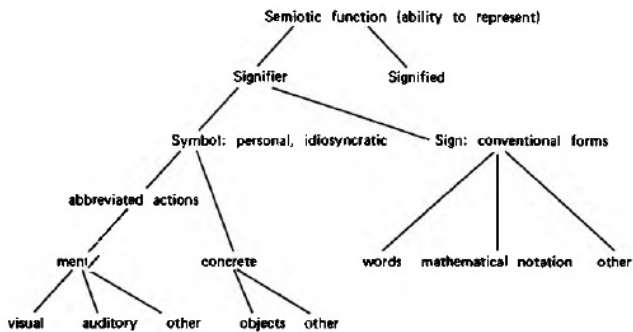 Semiotic function (ability to represent)
Signifier Signified
Symbol: personal, idiosyncratic Sign: conventional forms
abbreviated actions
concrete words mathematical notation other
visual auditory other objects other